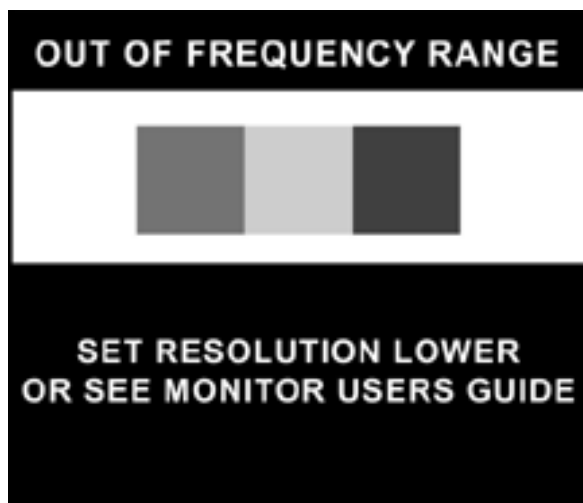 OUT OF FREQUENCY RANGE
SET RESOLUTION LOWER
OR SEE MONITOR USERS GUIDE